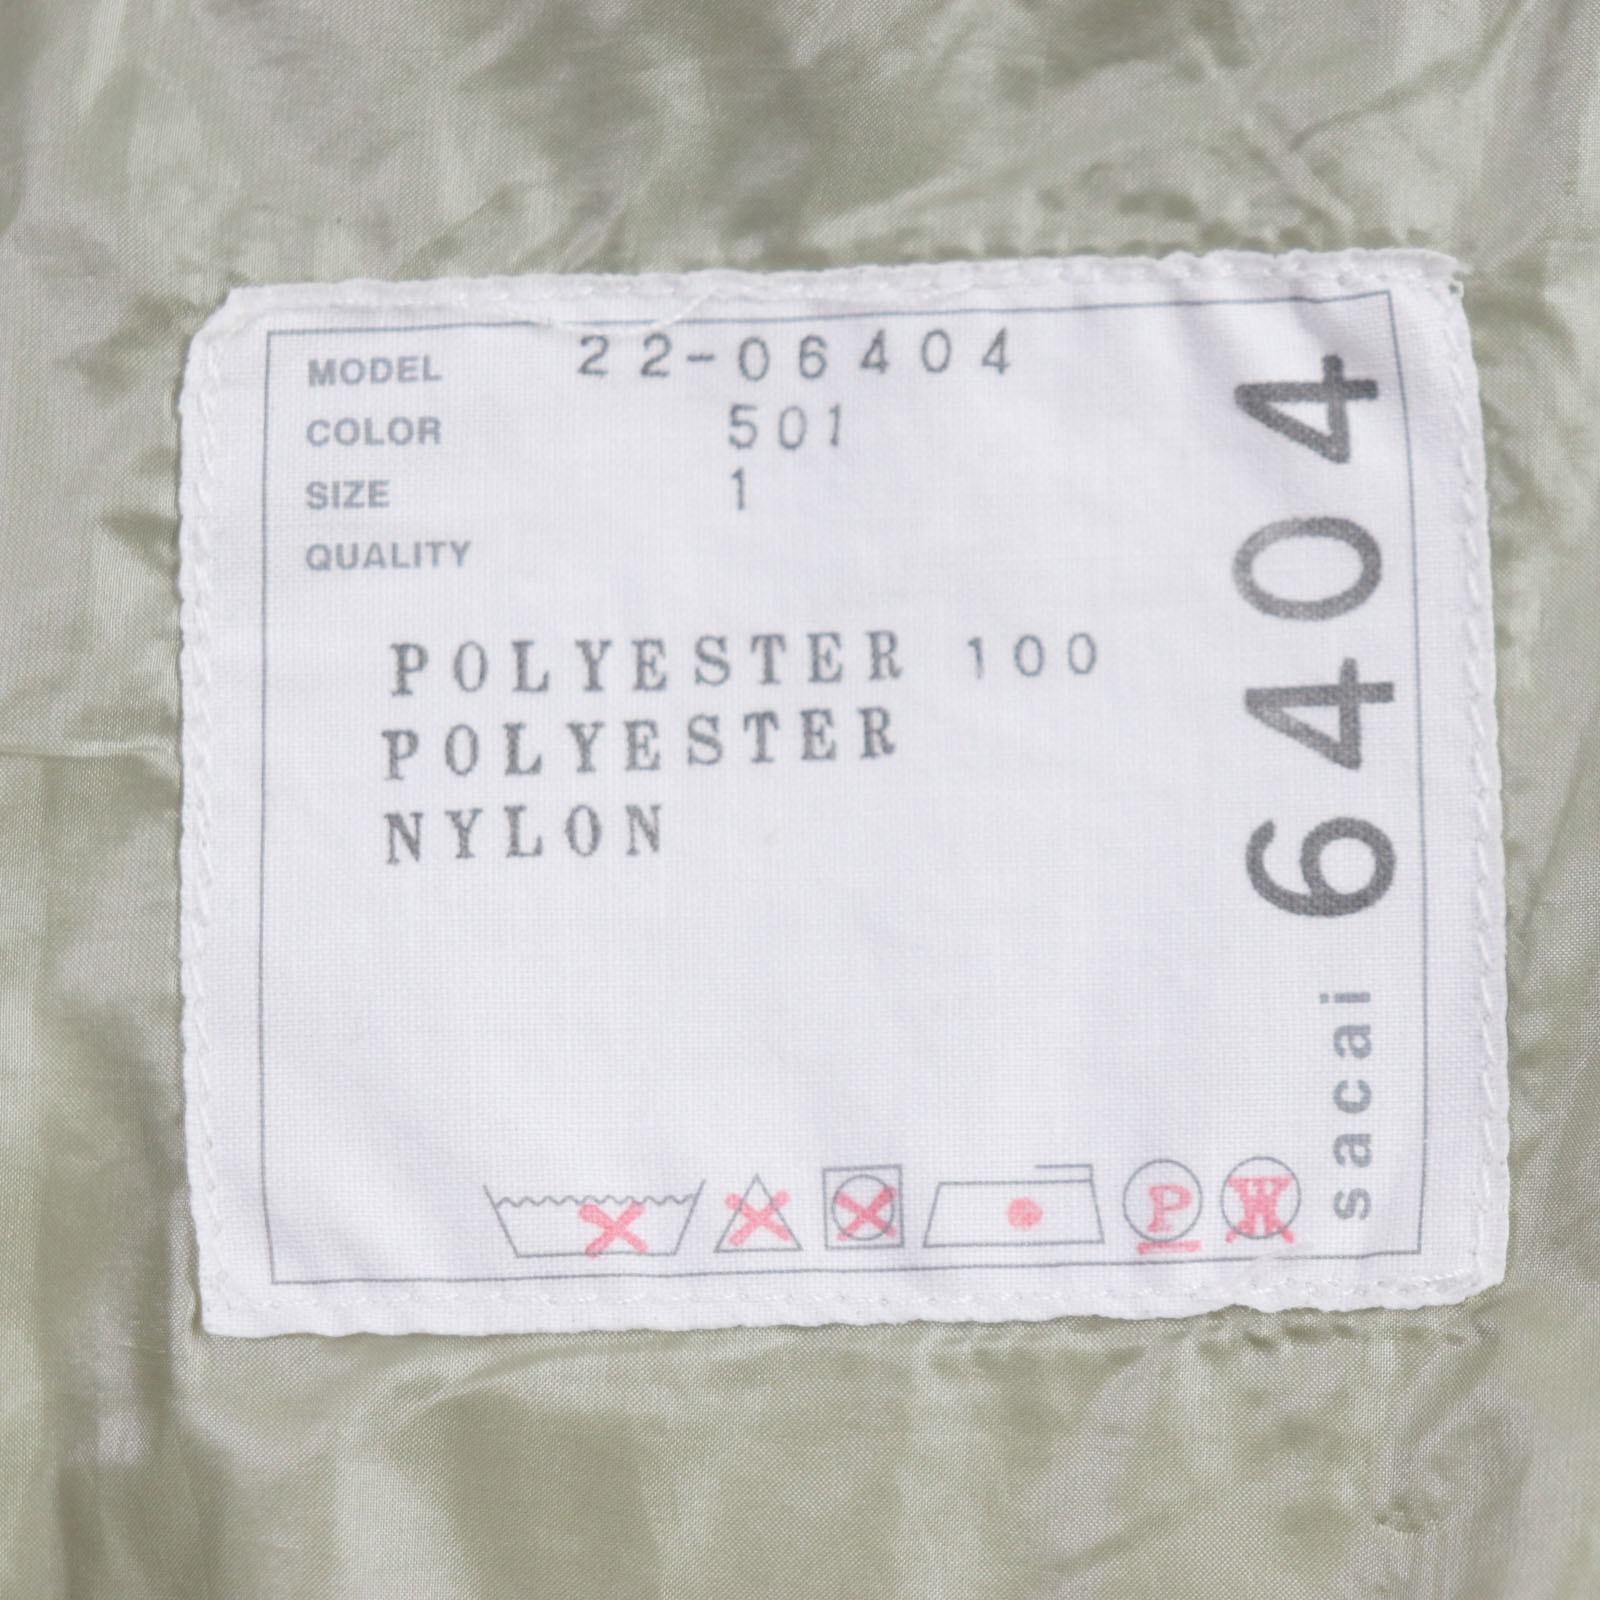 MODEL 22-06404
COLOR 501
SIZE 1
QUALITY
POLYESTER 100
POLYESTER
NYLON
P W
sacai 6404